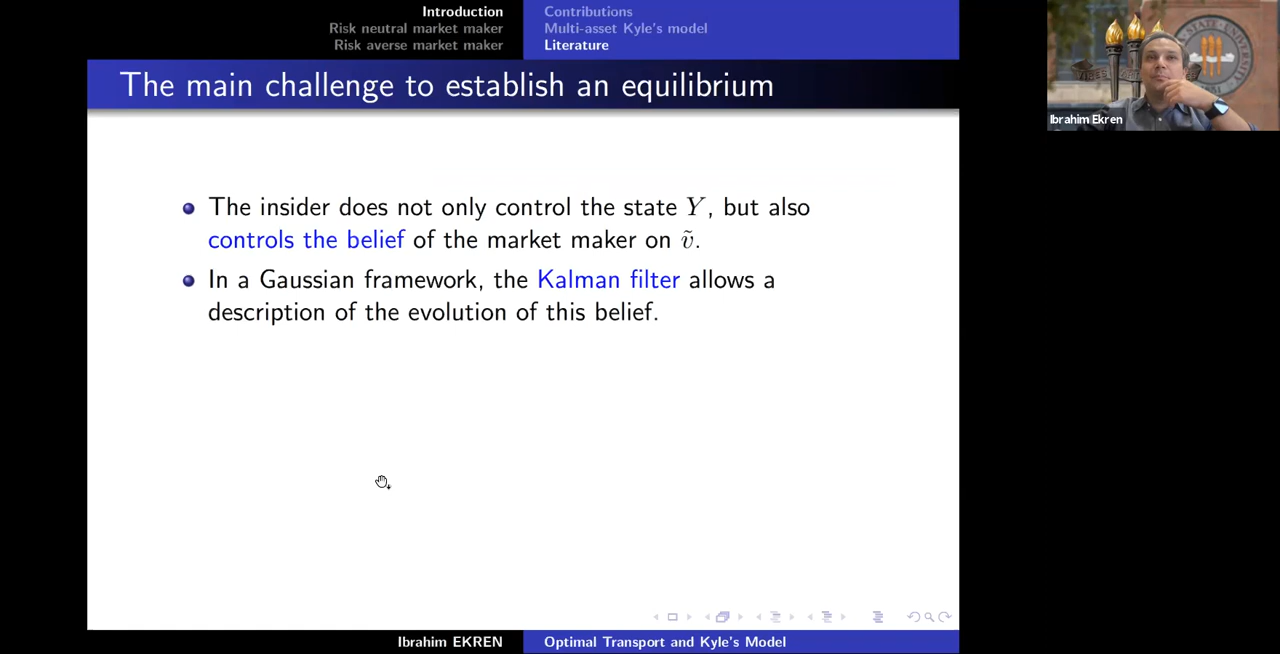 Introduction
Risk neutral market maker
Risk averse market maker
Contributions
Multi-asset Kyle's model
Literature
The main challenge to establish an equilibrium
The insider does not only control the state Y, but also
controls the belief of the market maker on ṽ.
In a Gaussian framework, the Kalman filter allows a
description of the evolution of this belief.
Ibrahim EKREN
Optimal Transport and Kyle's Model
Ibrahim Ekren